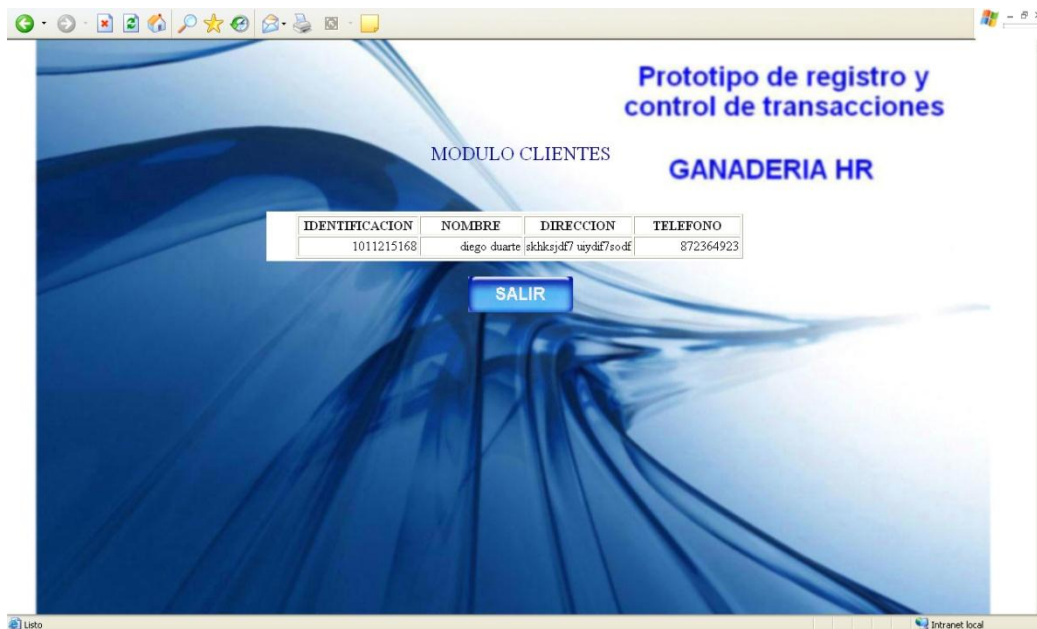 Prototipo de registro y
control de transacciones
MODULO CLIENTES
GANADERIA HR
IDENTIFICACION NOMBRE DIRECCION TELEFONO
1011215168 diego duarte skhksjdf7 uiydif7sodf 872364923
SALIR
Listo Intranet local